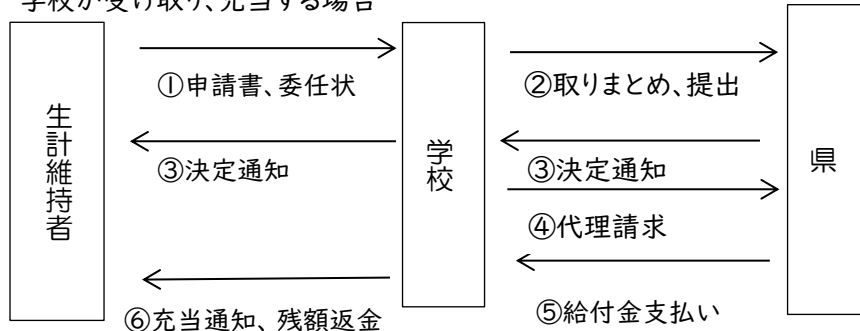 学校が受け取り、充当する場合
①申請書、委任状
②取りまとめ、提出
生計維持者
学校
県
③決定通知
③決定通知
④代理請求
⑥充当通知、残額返金
⑤給付金支払い